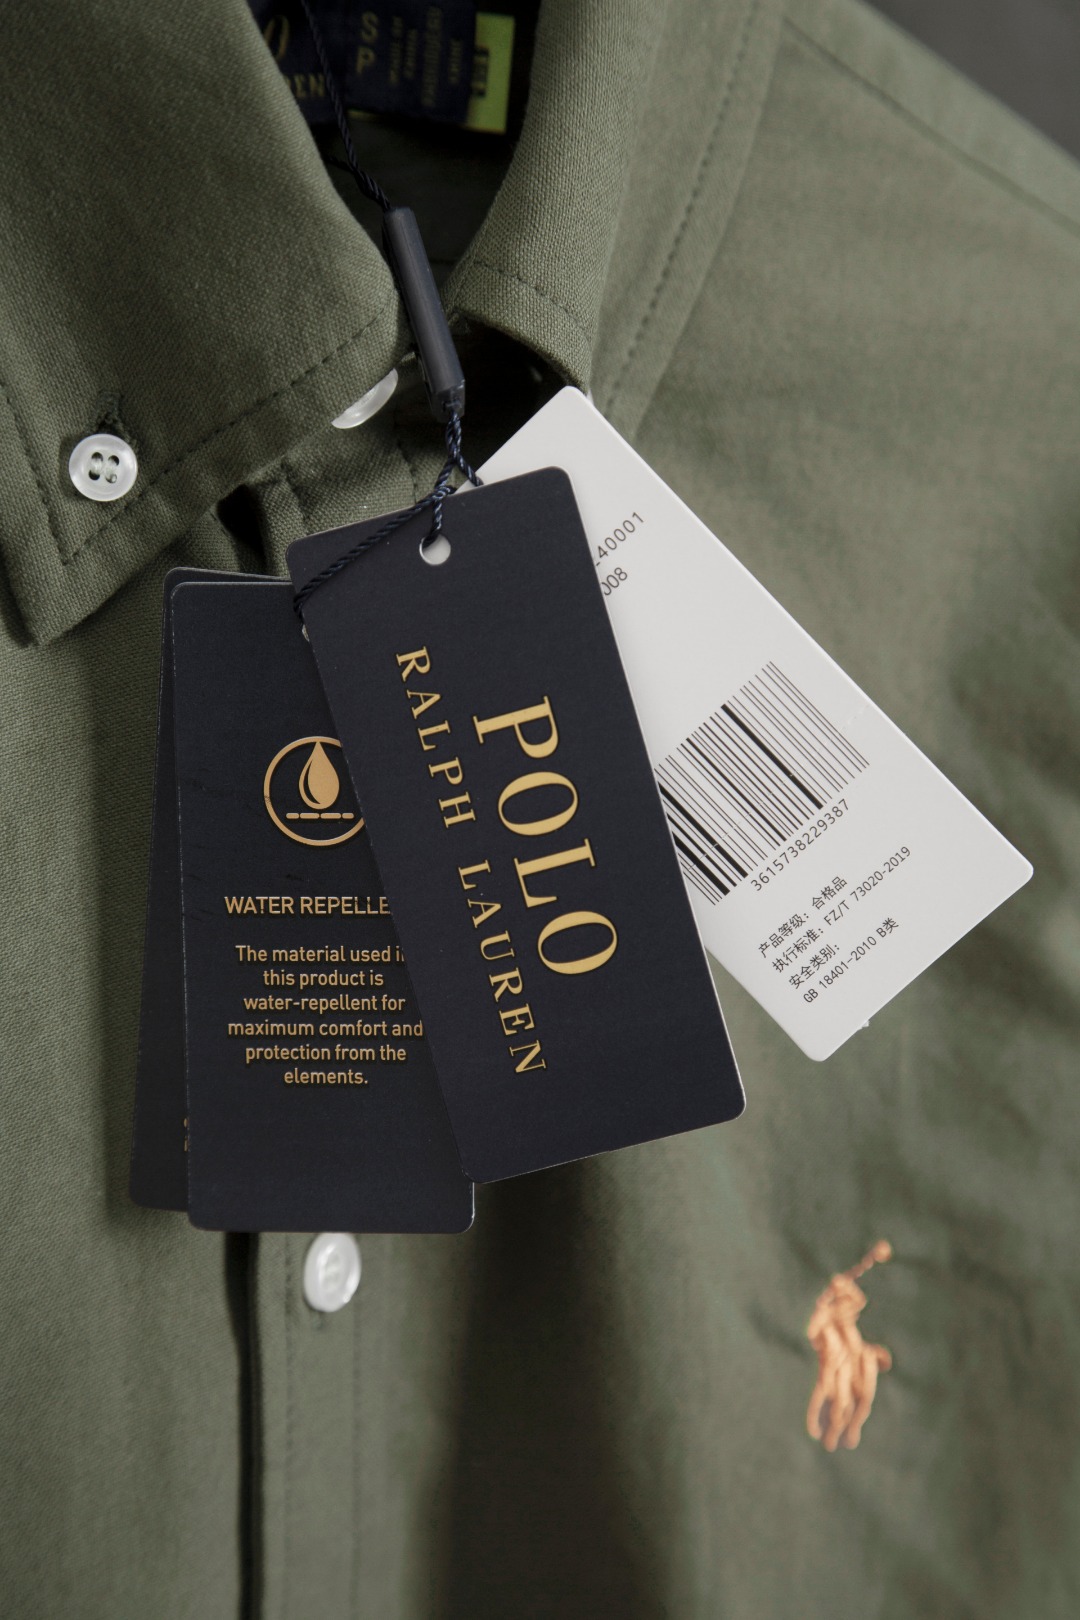 S
P
40001
008
POLO
RALPH LAUREN
WATER REPELLE
The material used i
this product is
water-repellent for
maximum comfort and
protection from the
elements.
3615738229387
产品等级: 合格品
执行标准: FZ/T 73020-2019
安全类别:
GB 18401-2010 B类